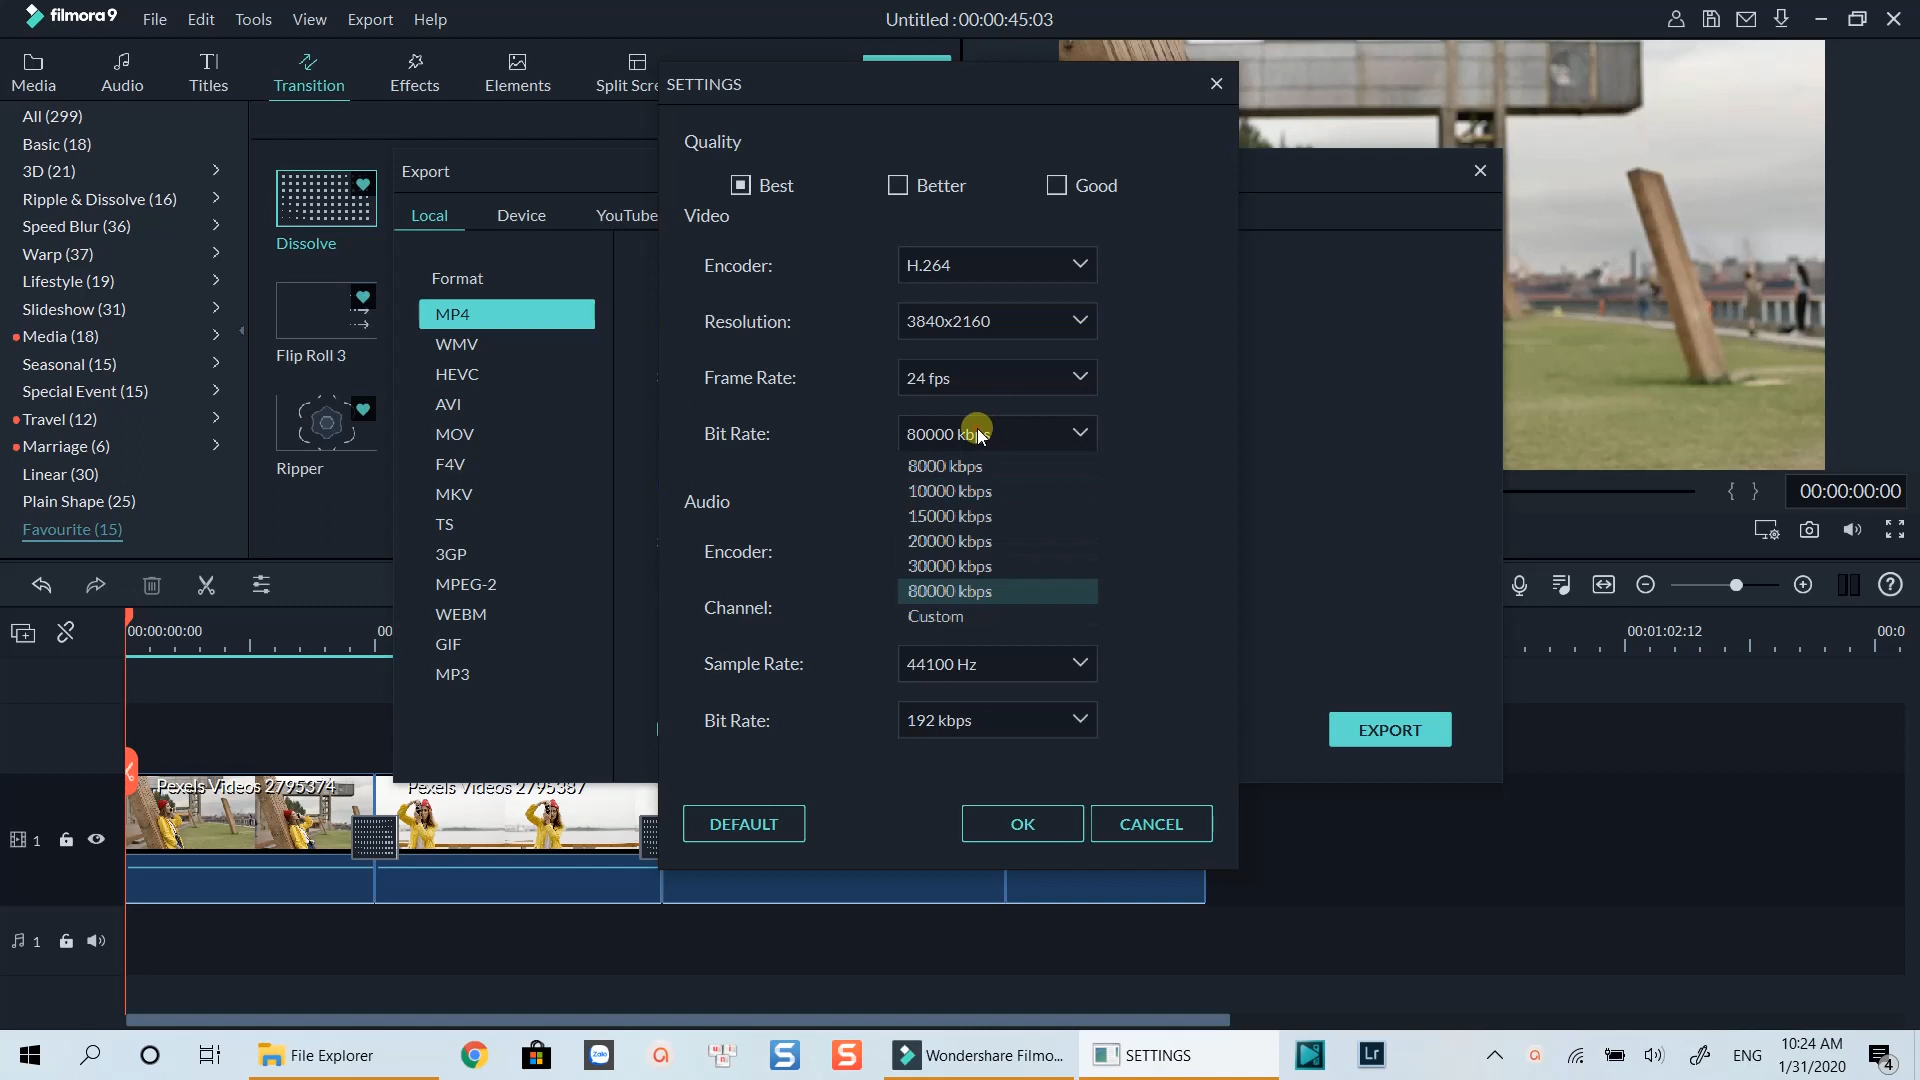 filmora9
File Edit Tools View Export Help
Untitled : 00:00:45:03
Media Audio Titles Transition Effects Elements Split Scre
All (299)
Basic (18)
3D (21)
Ripple & Dissolve (16)
Speed Blur (36)
Warp (37)
Lifestyle (19)
Slideshow (31)
Media (18)
Seasonal (15)
Special Event (15)
Travel (12)
Marriage (6)
Linear (30)
Plain Shape (25)
Favourite (15)
Dissolve
Flip Roll 3
Ripper
Export
Local Device YouTube
Format
MP4
WMV
HEVC
AVI
MOV
F4V
MKV
TS
3GP
MPEG-2
WEBM
GIF
MP3
EXPORT
SETTINGS
Quality
Best Better Good
Video
Encoder: H.264
Resolution: 3840x2160
Frame Rate: 24 fps
Bit Rate: 80000 kbps
8000 kbps
10000 kbps
15000 kbps
20000 kbps
30000 kbps
80000 kbps
Custom
Audio
Encoder:
Channel:
Sample Rate: 44100 Hz
Bit Rate: 192 kbps
DEFAULT OK CANCEL
00:00:00:00
00:00:00:00 00 00:01:02:12 00:0
Pexels Videos 2795374 Pexels Videos 2795387
1
1
File Explorer
Zalo
Wondershare Filmo...
SETTINGS
Lr
ENG
10:24 AM
1/31/2020
4